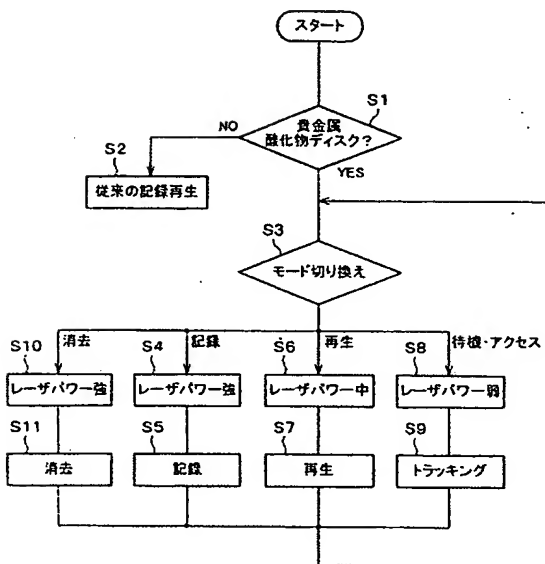 スタート
S1
貴金属
酸化物ディスク?
NO
YES
S2
従来の記録再生
S3
モード切り換え
消去
記録
再生
待機・アクセス
S10
S4
S6
S8
レーザパワー強
レーザパワー強
レーザパワー中
レーザパワー弱
S11
S5
S7
S9
消去
記録
再生
トラッキング